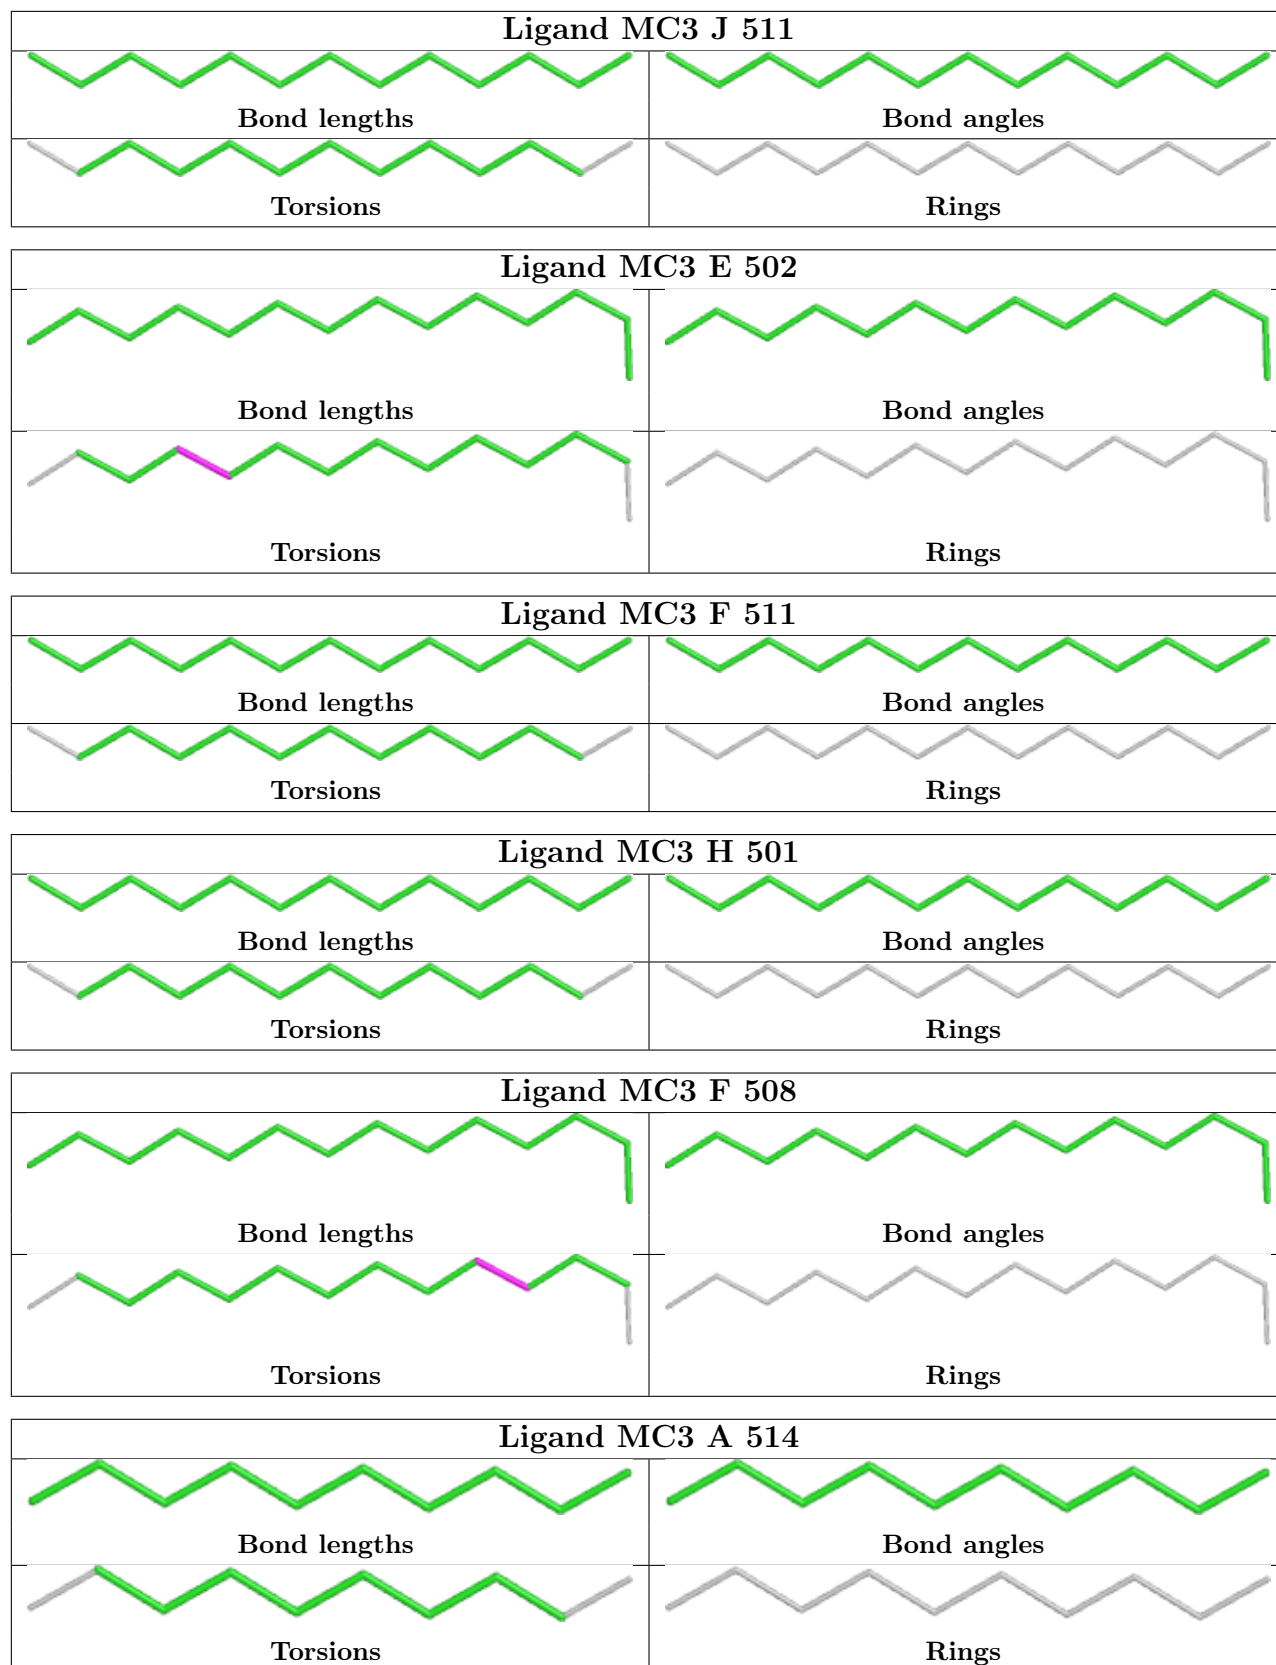 Ligand MC3 J 511
Bond lengths
Bond angles
Torsions
Rings
Ligand MC3 E 502
Bond lengths
Bond angles
Torsions
Rings
Ligand MC3 F 511
Bond lengths
Bond angles
Torsions
Rings
Ligand MC3 H 501
Bond lengths
Bond angles
Torsions
Rings
Ligand MC3 F 508
Bond lengths
Bond angles
Torsions
Rings
Ligand MC3 A 514
Bond lengths
Bond angles
Torsions
Rings